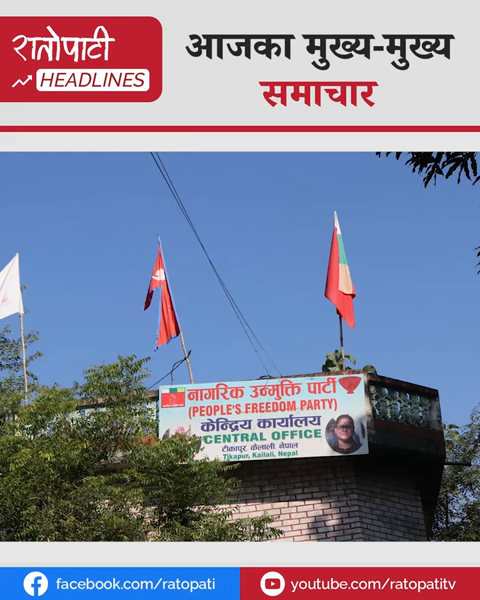 रातोपाटी
HEADLINES
आजका मुख्य-मुख्य
समाचार
नागरिक उन्मुक्ति पार्टी
(PEOPLE'S FREEDOM PARTY)
केन्द्रिय कार्यालय
CENTRAL OFFICE
टीकापुर कैलाली नेपाल
Tikapur, Kailali, Nepal
facebook.com/ratopati
youtube.com/ratopatitv